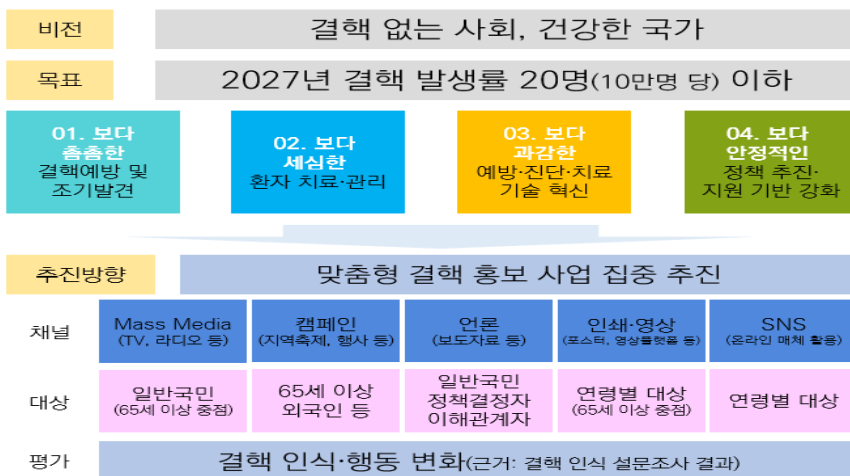 비전
결핵 없는 사회, 건강한 국가
목표
2027년 결핵 발생률 20명(10만명 당) 이하
01. 보다
촘촘한
결핵예방 및
조기발견
02. 보다
세심한
환자 치료·관리
03. 보다
과감한
예방·진단·치료
기술 혁신
04. 보다
안정적인
정책 추진·
지원 기반 강화
추진방향
맞춤형 결핵 홍보 사업 집중 추진
채널
Mass Media
(TV, 라디오 등)
캠페인
(지역축제, 행사 등)
언론
(보도자료 등)
인쇄·영상
(포스터, 영상플랫폼 등)
SNS
(온라인 매체 활용)
대상
일반국민
(65세 이상 중점)
65세 이상
외국인 등
일반국민
정책결정자
이해관계자
연령별 대상
(65세 이상 중점)
연령별 대상
평가
결핵 인식·행동 변화(근거: 결핵 인식 설문조사 결과)